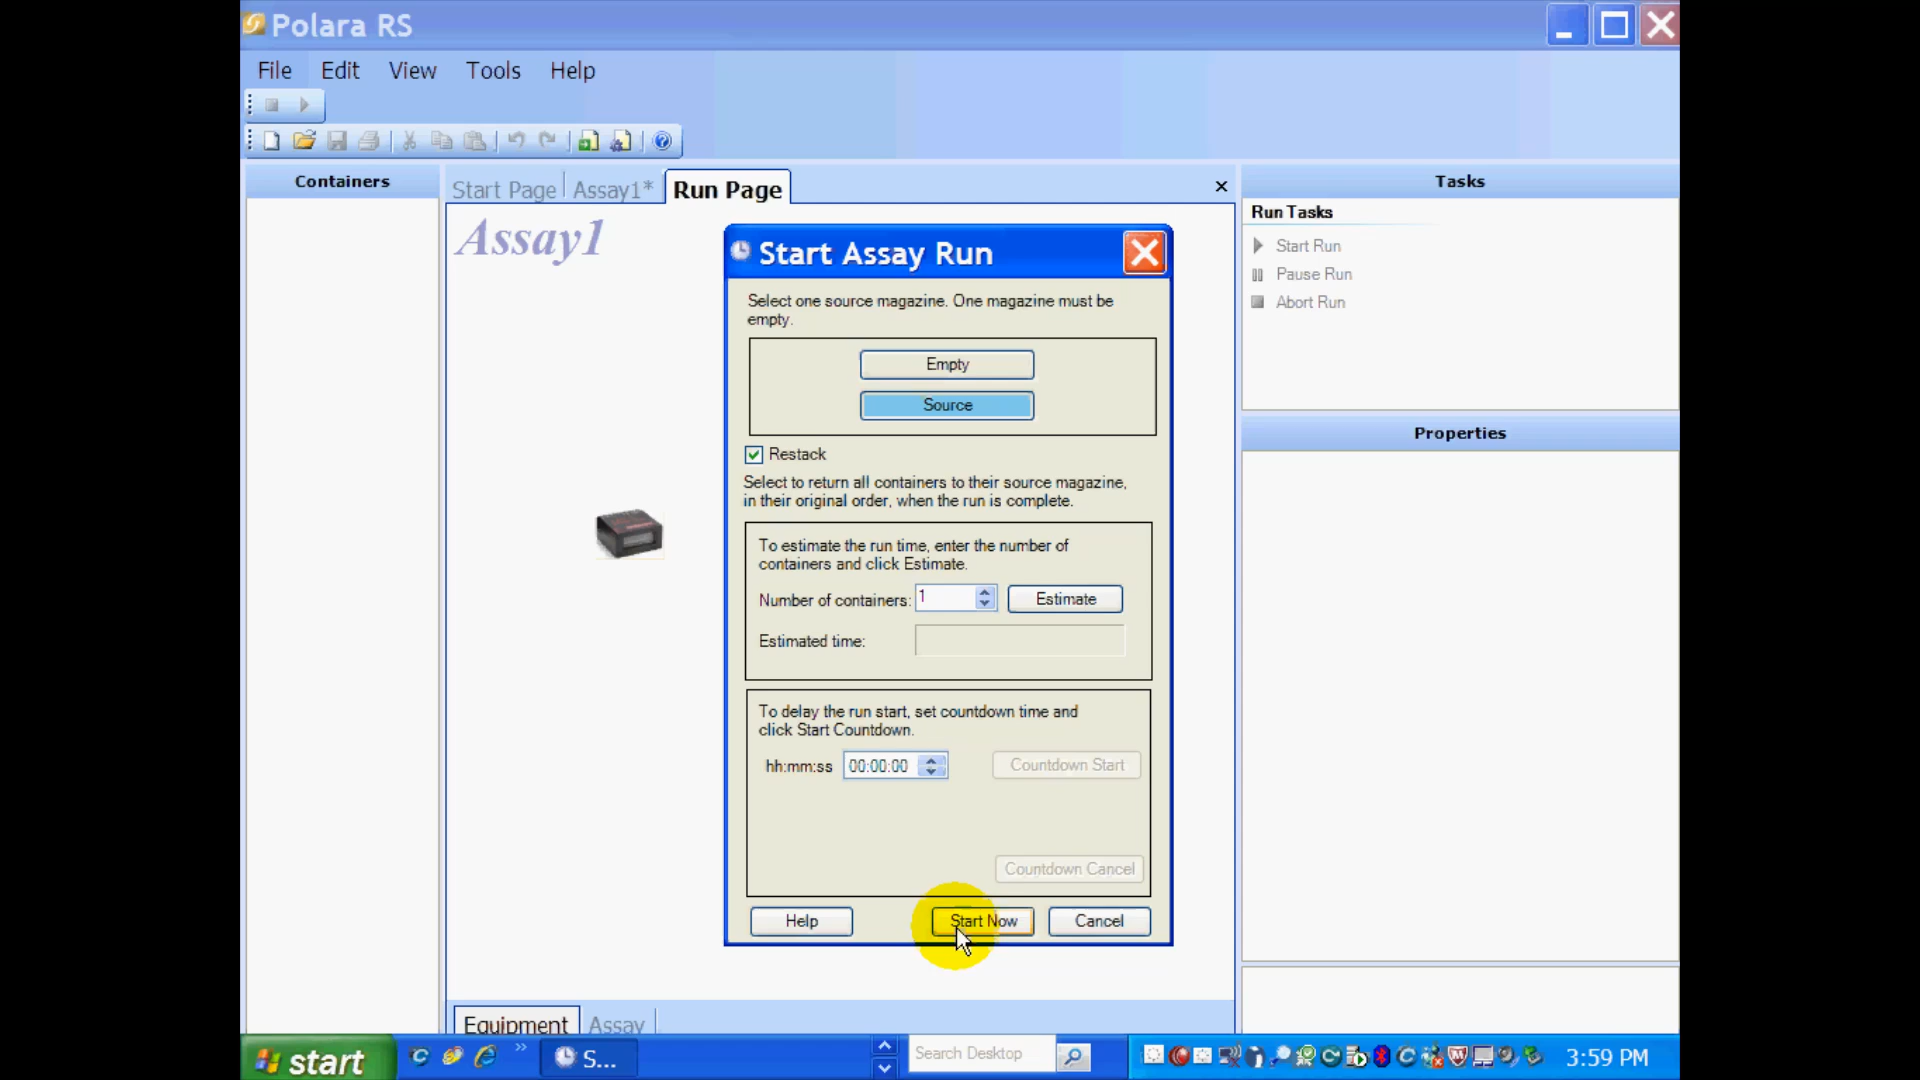 Polara RS
File Edit View Tools Help
Containers
Start Page Assay1* Run Page
Assay1
Start Assay Run
Select one source magazine. One magazine must be
empty.
Empty
Source
Restack
Select to return all containers to their source magazine,
in their original order, when the run is complete.
To estimate the run time, enter the number of
containers and click Estimate.
Number of containers: 1 Estimate
Estimated time:
To delay the run start, set countdown time and
click Start Countdown.
hh:mm:ss 00:00:00 Countdown Start
Countdown Cancel
Help Start Now Cancel
Tasks
Run Tasks
Start Run
Pause Run
Abort Run
Properties
Equipment Assay
start S... Search Desktop 3:59 PM